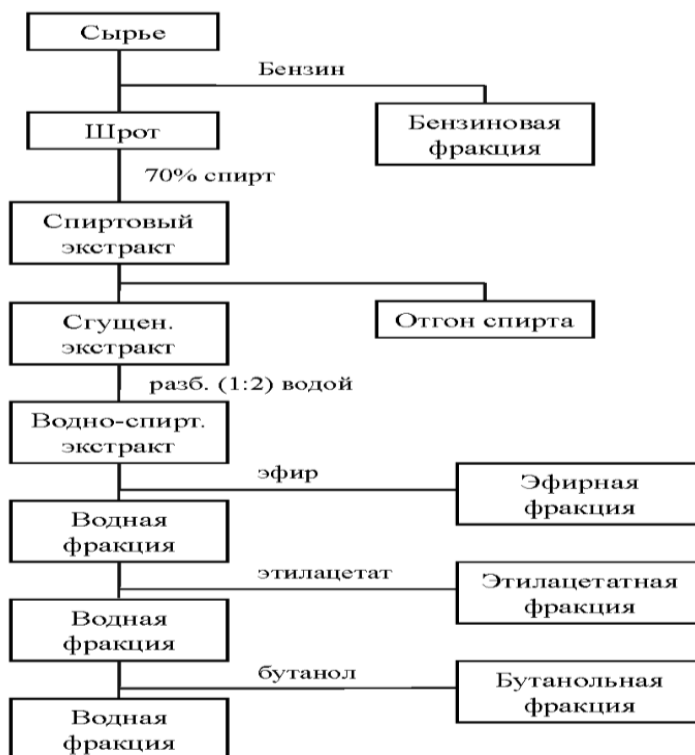 Сырье
Бензин
Шрот
Бензиновая
фракция
70% спирт
Спиртовый
экстракт
Сгущен.
экстракт
Отгон спирта
разб. (1:2) водой
Водно-спирт.
экстракт
эфир
Эфирная
фракция
Водная
фракция
этилацетат
Этилацетатная
фракция
Водная
фракция
бутанол
Бутанольная
фракция
Водная
фракция